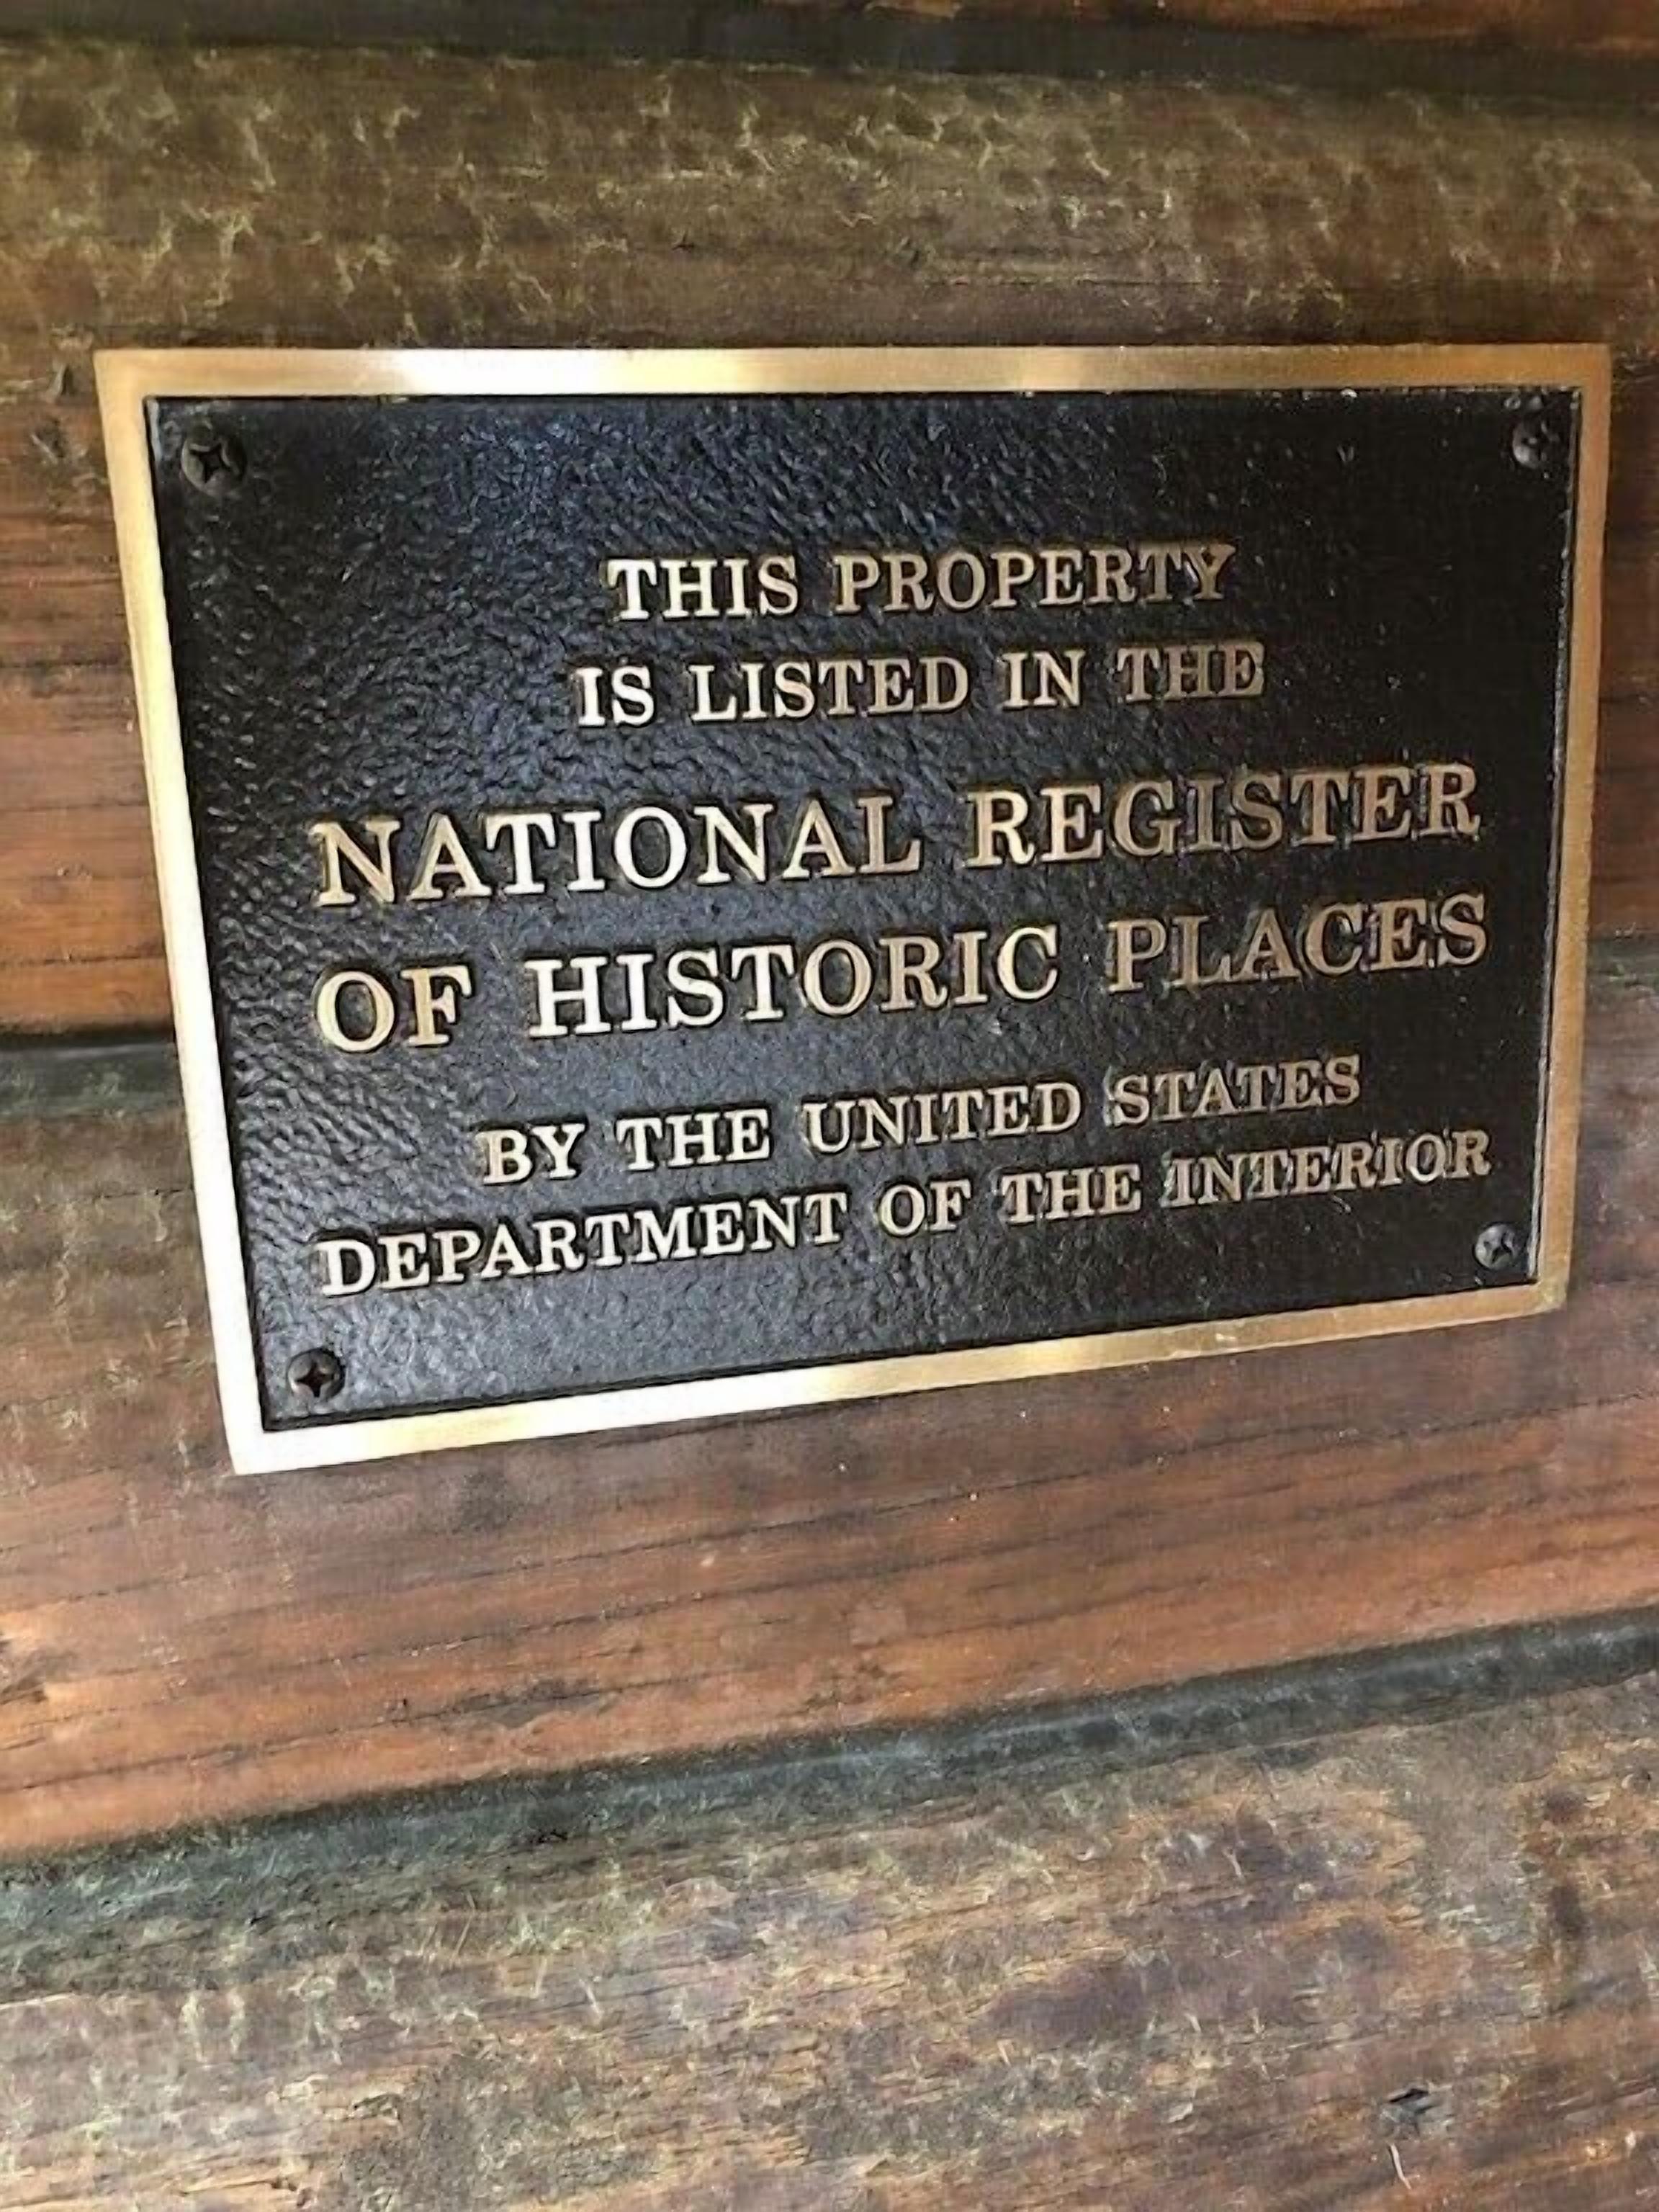 THIS PROPERTY
IS LISTED IN THE
NATIONAL REGISTER
OF HISTORIC PLACES
BY THE UNITED STATES
DEPARTMENT OF THE INTERIOR